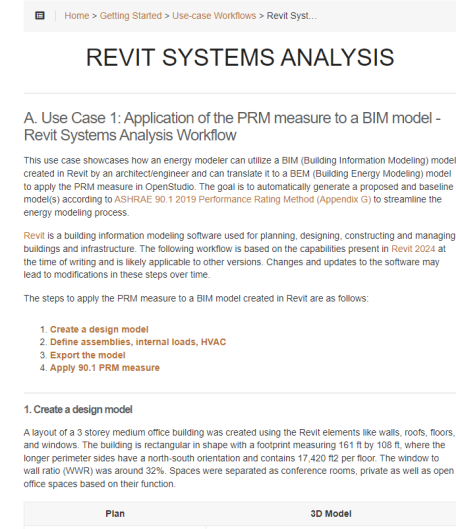 Home > Getting Started > Use-case Workflows > Revit Syst…
REVIT SYSTEMS ANALYSIS
A. Use Case 1: Application of the PRM measure to a BIM model -
Revit Systems Analysis Workflow
This use case showcases how an energy modeler can utilize a BIM (Building Information Modeling) model
created in Revit by an architect/engineer and can translate it to a BEM (Building Energy Modeling) model
to apply the PRM measure in OpenStudio. The goal is to automatically generate a proposed and baseline
model(s) according to ASHRAE 90.1 2019 Performance Rating Method (Appendix G) to streamline the
energy modeling process.
Revit is a building information modeling software used for planning, designing, constructing and managing
buildings and infrastructure. The following workflow is based on the capabilities present in Revit 2024 at
the time of writing and is likely applicable to other versions. Changes and updates to the software may
lead to modifications in these steps over time.
The steps to apply the PRM measure to a BIM model created in Revit are as follows:
1. Create a design model
2. Define assemblies, internal loads, HVAC
3. Export the model
4. Apply 90.1 PRM measure
1. Create a design model
A layout of a 3 storey medium office building was created using the Revit elements like walls, roofs, floors,
and windows. The building is rectangular in shape with a footprint measuring 161 ft by 108 ft, where the
longer perimeter sides have a north-south orientation and contains 17,420 ft2 per floor. The window to
wall ratio (WWR) was around 32%. Spaces were separated as conference rooms, private as well as open
office spaces based on their function.
Plan 3D Model